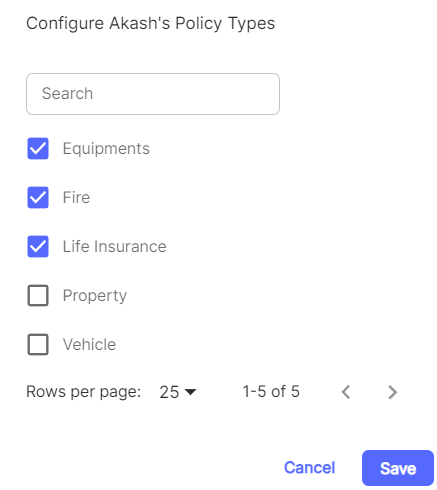 Configure Akash's Policy Types
Search
Equipments
Fire
Life Insurance
Property
Vehicle
Rows per page: 25 1-5 of 5
Cancel Save